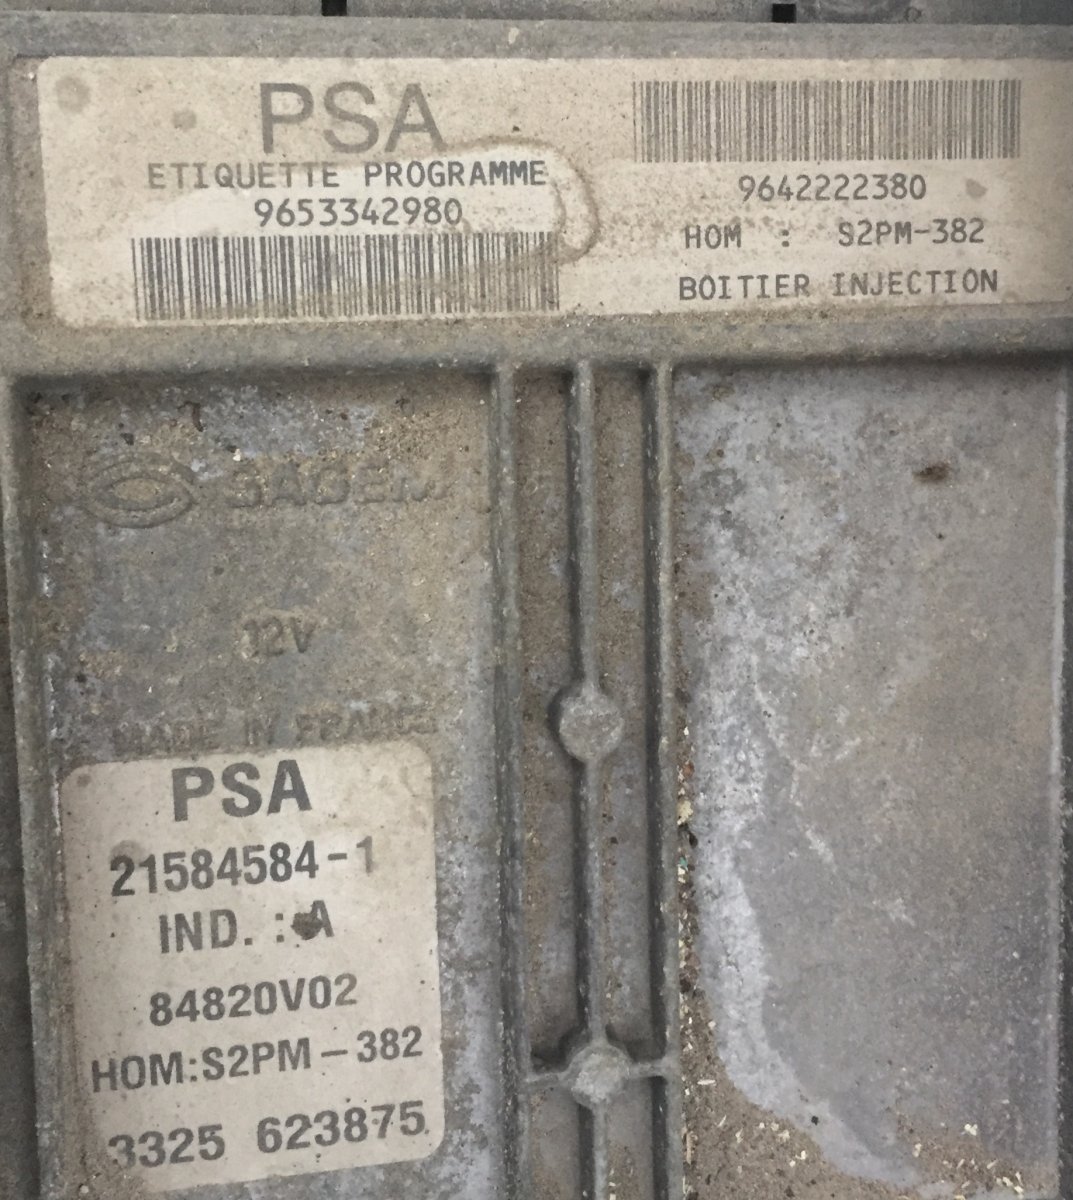 PSA
ETIQUETTE PROGRAMME
9653342980
9642222380
HOM : S2PM-382
BOITIER INJECTION
SAGEM
12V
MADE IN FRANCE
PSA
21584584-1
IND. : A
84820V02
HOM:S2PM-382
3325 623875